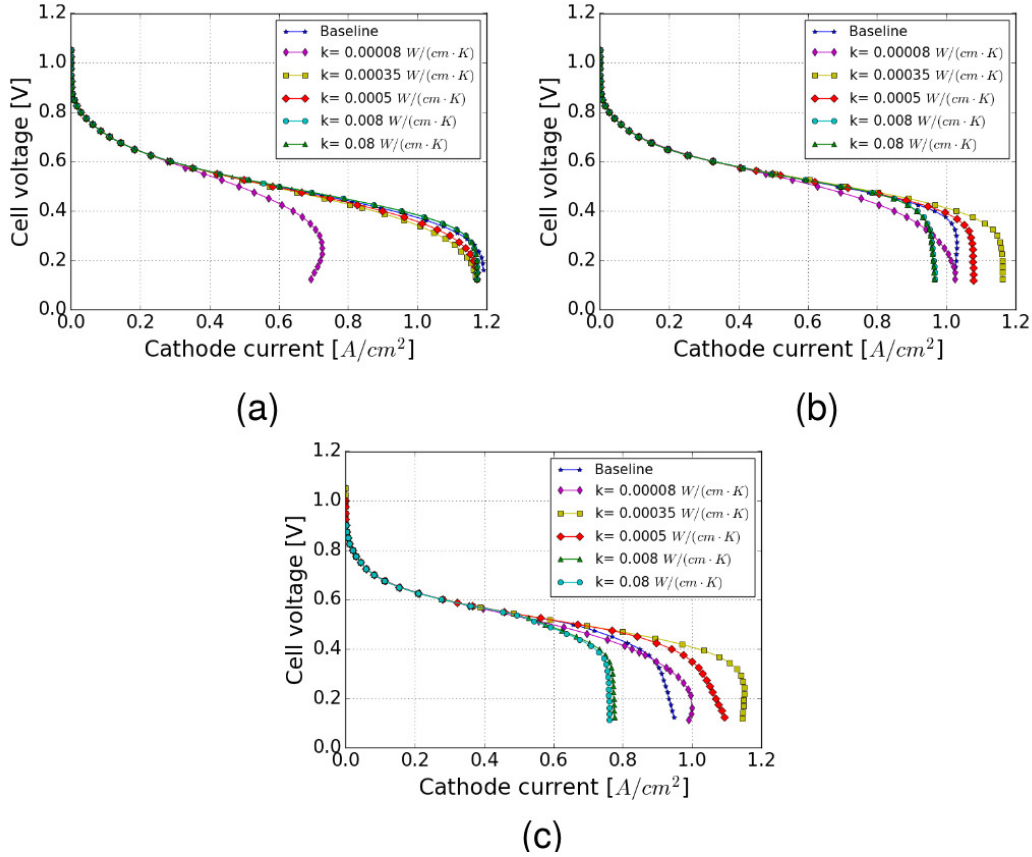 Cell voltage [V]
1.2
1.0
0.8
0.6
0.4
0.2
0.0
0.0 0.2 0.4 0.6 0.8 1.0 1.2
Cathode current [A/cm²]
Baseline
k= 0.00008 W/(cm · K)
k= 0.00035 W/(cm · K)
k= 0.0005 W/(cm · K)
k= 0.008 W/(cm · K)
k= 0.08 W/(cm · K)
(a)
Cell voltage [V]
1.2
1.0
0.8
0.6
0.4
0.2
0.0
0.0 0.2 0.4 0.6 0.8 1.0 1.2
Cathode current [A/cm²]
Baseline
k= 0.00008 W/(cm · K)
k= 0.00035 W/(cm · K)
k= 0.0005 W/(cm · K)
k= 0.008 W/(cm · K)
k= 0.08 W/(cm · K)
(b)
Cell voltage [V]
1.2
1.0
0.8
0.6
0.4
0.2
0.0
0.0 0.2 0.4 0.6 0.8 1.0 1.2
Cathode current [A/cm²]
Baseline
k= 0.00008 W/(cm · K)
k= 0.00035 W/(cm · K)
k= 0.0005 W/(cm · K)
k= 0.008 W/(cm · K)
k= 0.08 W/(cm · K)
(c)